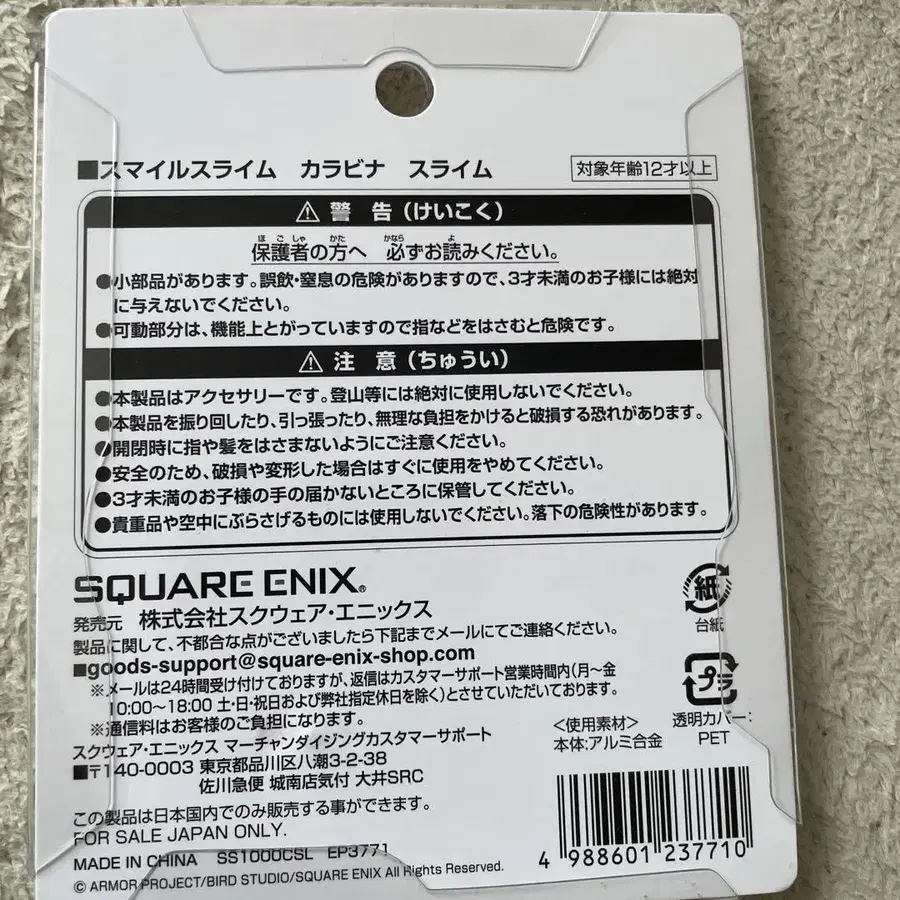 ■スマイルスライム カラビナ スライム
対象年齢12才以上
⚠ 警 告(けいこく)
保護者の方へ 必ずお読みください。
●小部品があります。誤飲・窒息の危険がありますので、3才未満のお子様には絶対
に与えないでください。
●可動部分は、機能上とがっていますので指などをはさむと危険です。
⚠ 注 意(ちゅうい)
●本製品はアクセサリーです。登山等には絶対に使用しないでください。
●本製品を振り回したり、引っ張ったり、無理な負担をかけると破損する恐れがあります。
●開閉時に指や髪をはさまないようにご注意ください。
●安全のため、破損や変形した場合はすぐに使用をやめてください。
●3才未満のお子様の手の届かないところに保管してください。
●貴重品や空中にぶらさげるものには使用しないでください。落下の危険性があります。
SQUARE ENIX®
発売元 株式会社スクウェア・エニックス
製品に関して、不都合な点がございましたら下記までメールにてご連絡ください。
■goods-support@square-enix-shop.com
※メールは24時間受け付けておりますが、返信はカスタマーサポート営業時間内(月~金
10:00~18:00 土・日・祝日および弊社指定休日を除く)とさせていただいております。
※通信料はお客様のご負担になります。
スクウェア・エニックス マーチャンダイジングカスタマーサポート
■〒140-0003 東京都品川区八潮3-2-38
佐川急便 城南店気付 大井SRC
この製品は日本国内でのみ販売する事ができます。
FOR SALE JAPAN ONLY.
MADE IN CHINA SS1000CSL EP3771
© ARMOR PROJECT/BIRD STUDIO/SQUARE ENIX All Rights Reserved.
紙
台紙
プラ
透明カバー:
PET
<使用素材>
本体:アルミ合金
4 988601 237710